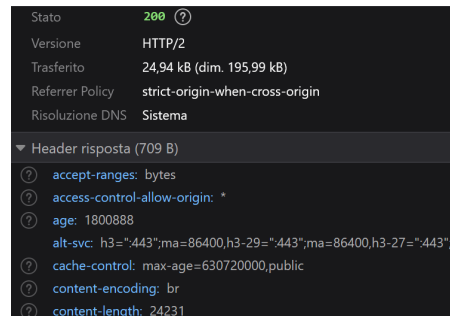 Stato 200 ?
Versione HTTP/2
Trasferito 24,94 kB (dim. 195,99 kB)
Referrer Policy strict-origin-when-cross-origin
Risoluzione DNS Sistema
Header risposta (709 B)
? accept-ranges: bytes
? access-control-allow-origin: *
? age: 1800888
alt-svc: h3=":443";ma=86400,h3-29=":443";ma=86400,h3-27=":443";
? cache-control: max-age=630720000,public
? content-encoding: br
? content-length: 24231